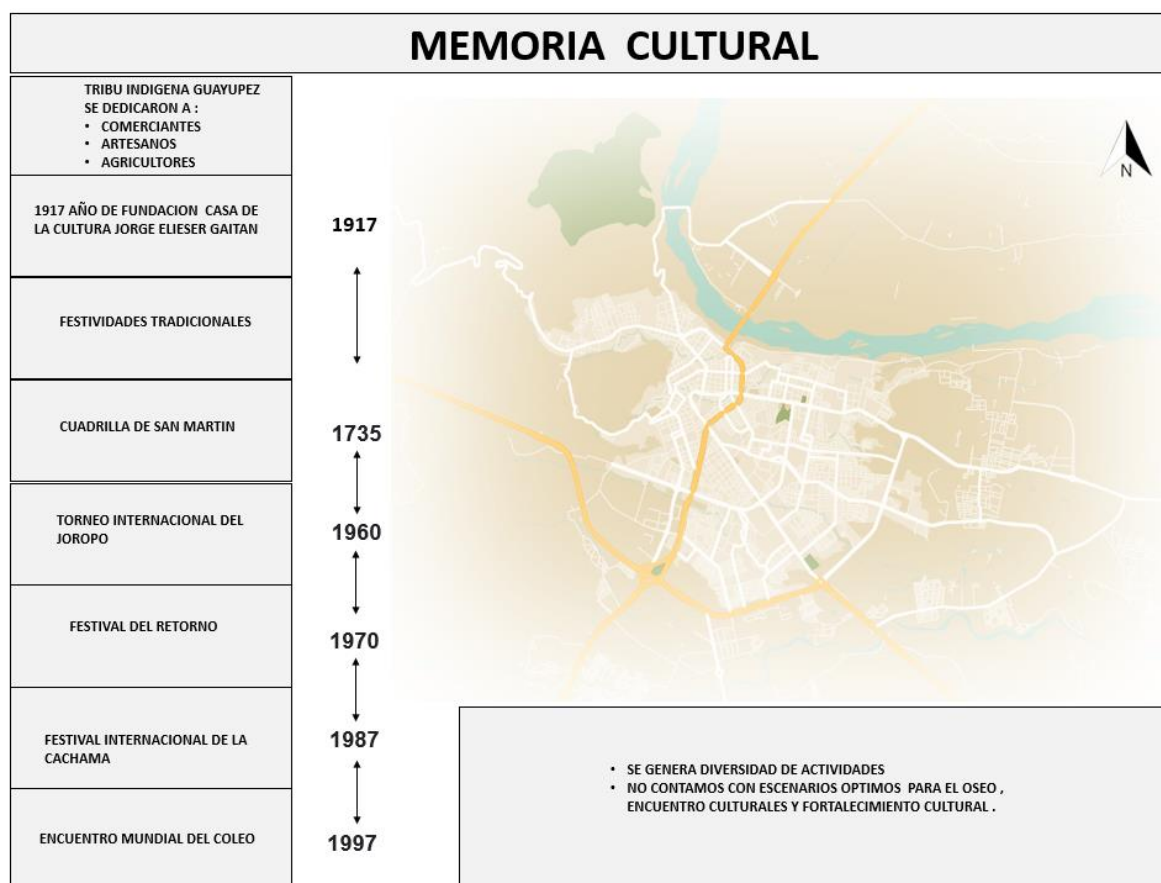 MEMORIA CULTURAL
TRIBU INDIGENA GUAYUPEZ
SE DEDICARON A :
• COMERCIANTES
• ARTESANOS
• AGRICULTORES
1917 AÑO DE FUNDACION CASA DE
LA CULTURA JORGE ELIESER GAITAN
1917
FESTIVIDADES TRADICIONALES
CUADRILLA DE SAN MARTIN
1735
TORNEO INTERNACIONAL DEL
JOROPO
1960
FESTIVAL DEL RETORNO
1970
FESTIVAL INTERNACIONAL DE LA
CACHAMA
1987
ENCUENTRO MUNDIAL DEL COLEO
1997
N
• SE GENERA DIVERSIDAD DE ACTIVIDADES
• NO CONTAMOS CON ESCENARIOS OPTIMOS PARA EL OSEO ,
ENCUENTRO CULTURALES Y FORTALECIMIENTO CULTURAL .